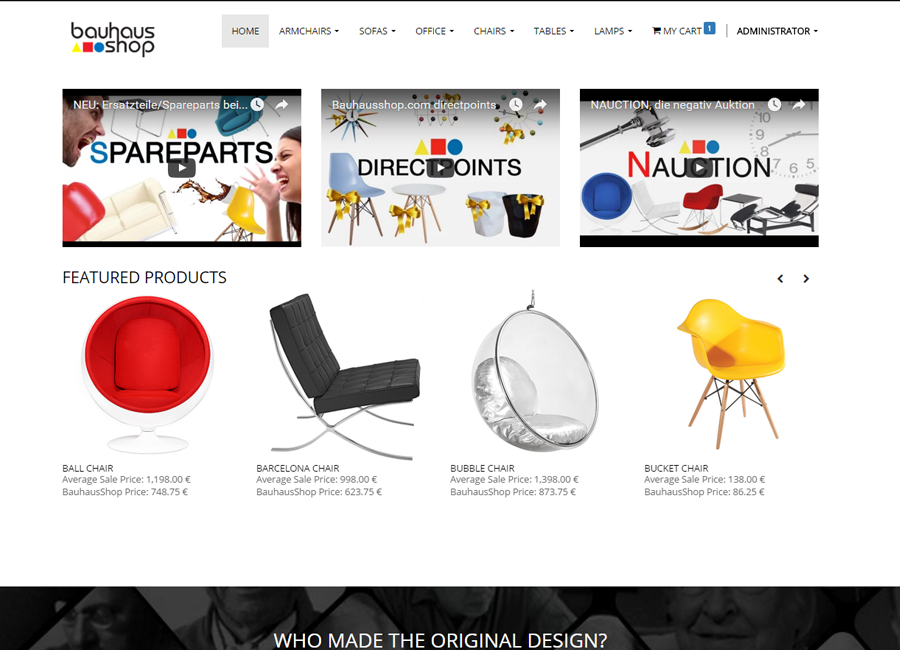 bauhaus
shop
HOME
ARMCHAIRS
SOFAS
OFFICE
CHAIRS
TABLES
LAMPS
MY CART 1
ADMINISTRATOR
NEU: Ersatzteile/Spareparts bei...
SPAREPARTS
Bauhausshop.com directpoints
DIRECTPOINTS
NAUCTION, die negativ Auktion
NAUCTION
FEATURED PRODUCTS
BALL CHAIR
Average Sale Price: 1,198.00 €
BauhausShop Price: 748.75 €
BARCELONA CHAIR
Average Sale Price: 998.00 €
BauhausShop Price: 623.75 €
BUBBLE CHAIR
Average Sale Price: 1,398.00 €
BauhausShop Price: 873.75 €
BUCKET CHAIR
Average Sale Price: 138.00 €
BauhausShop Price: 86.25 €
WHO MADE THE ORIGINAL DESIGN?